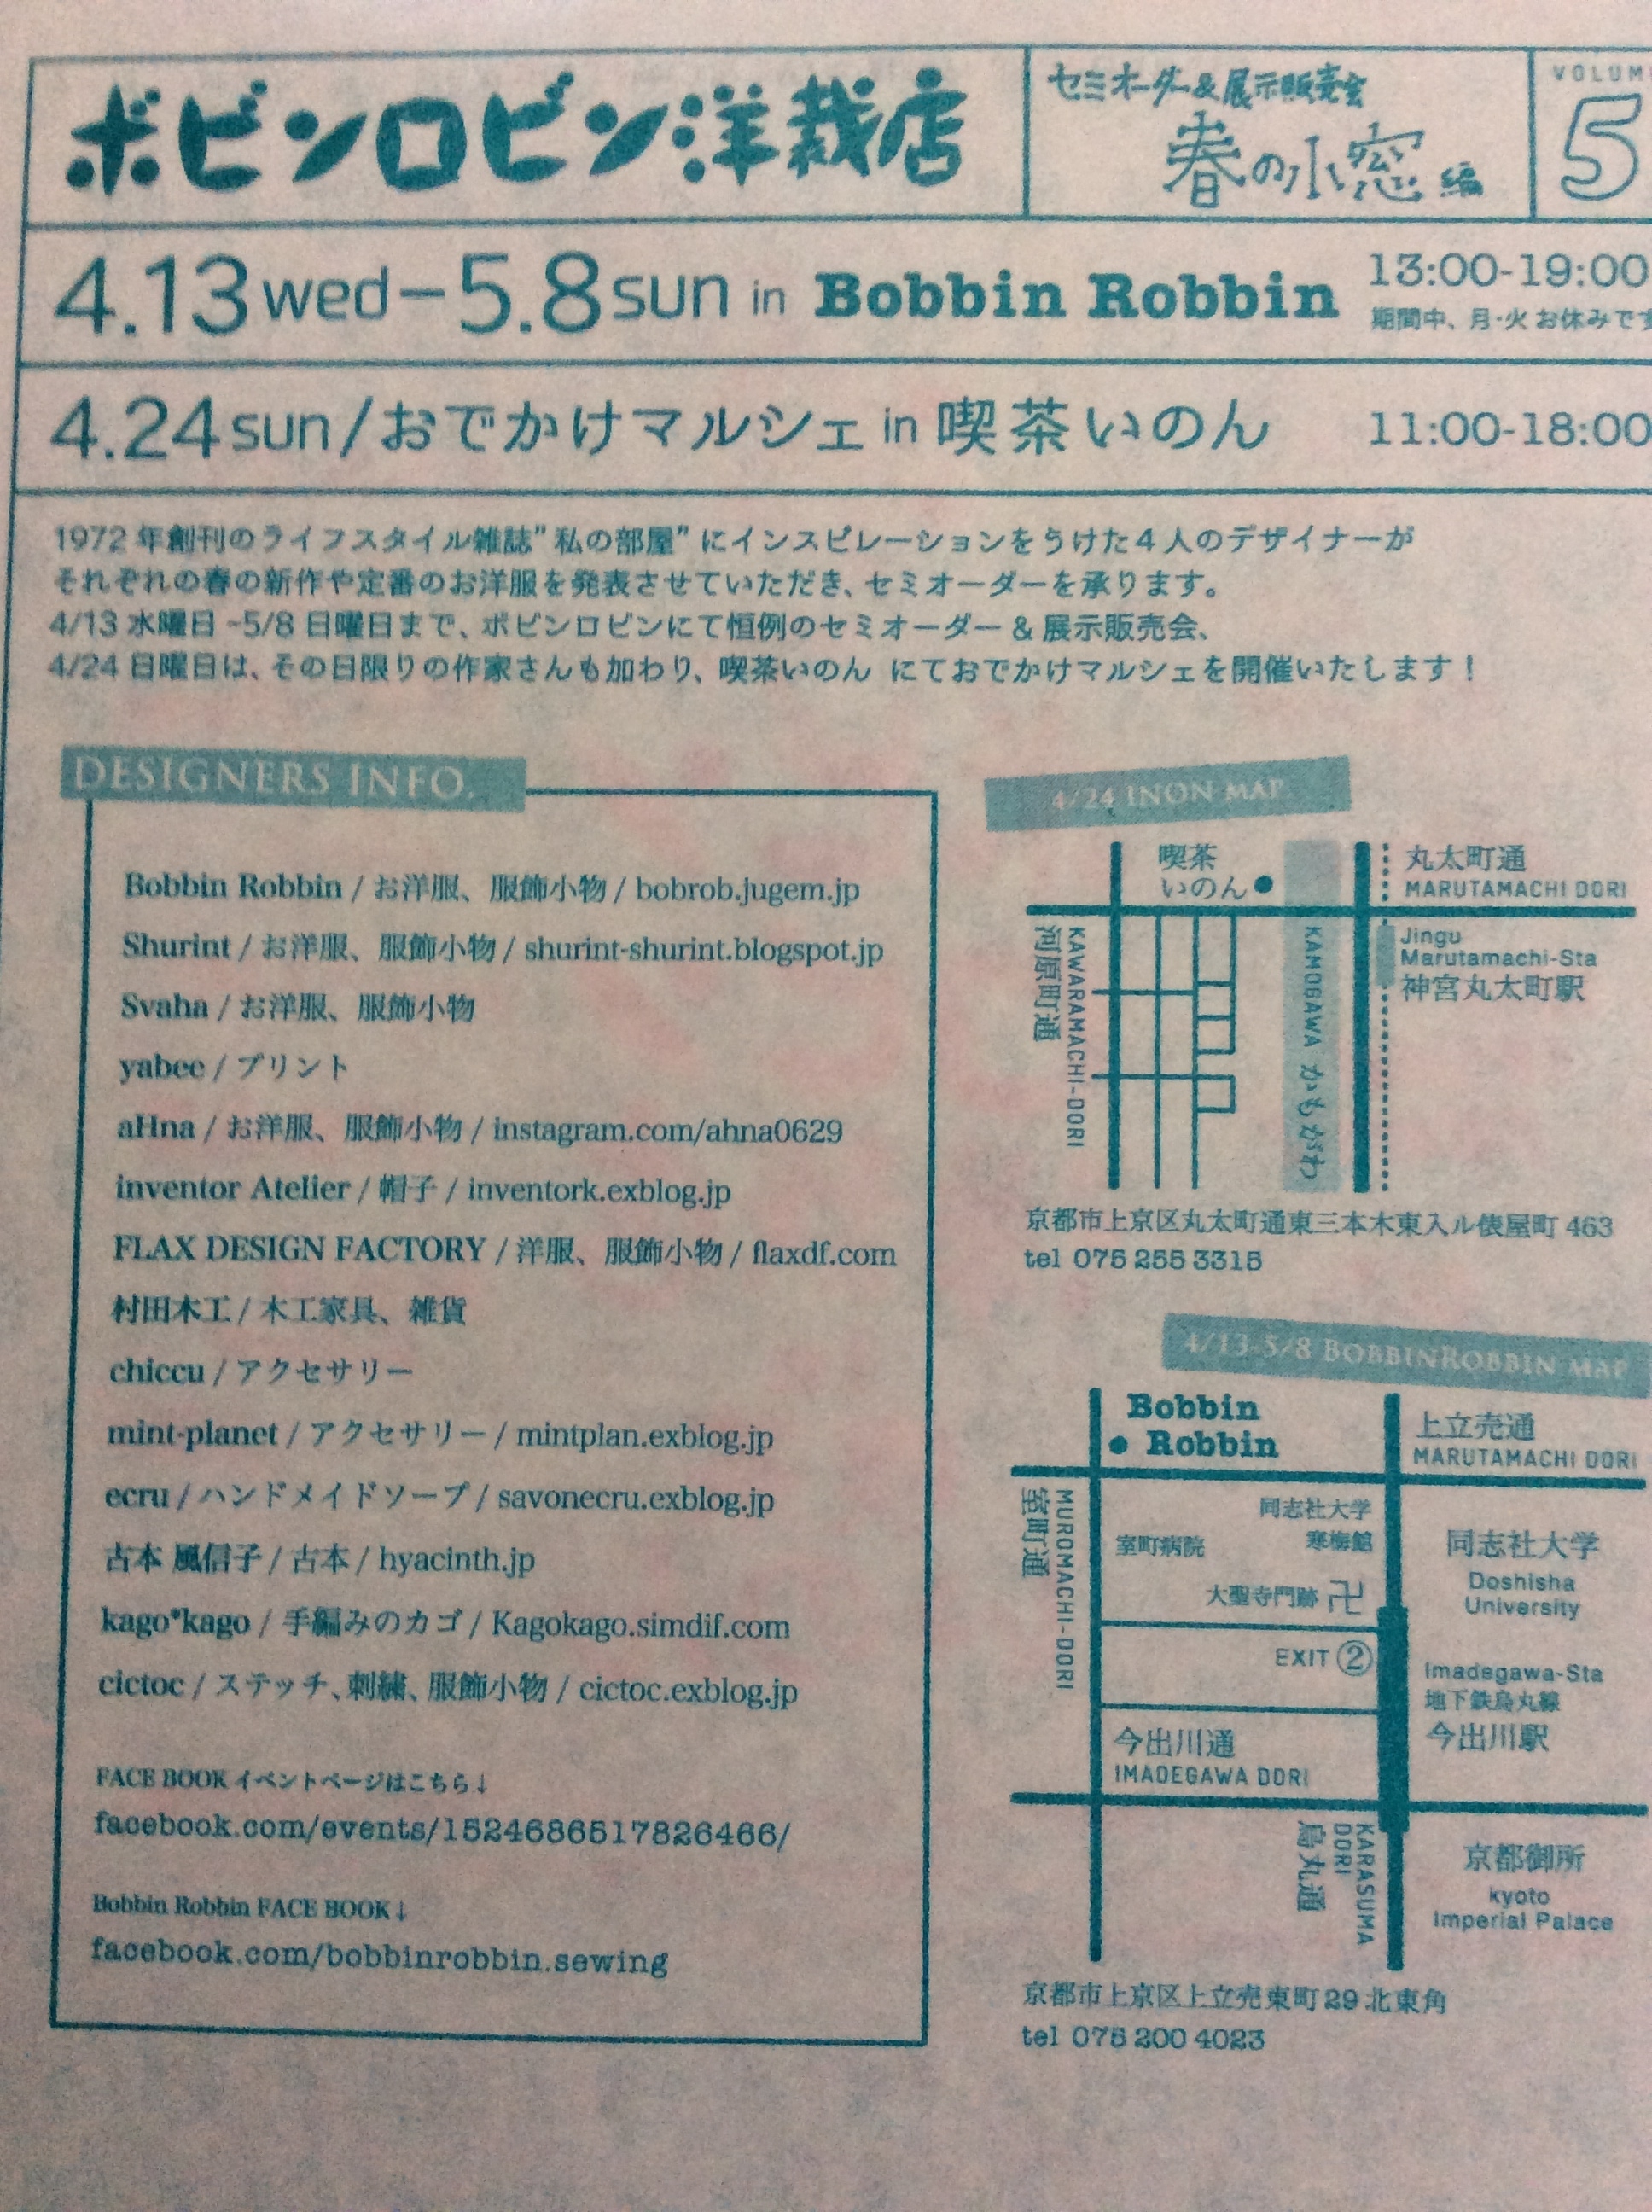 ボビンロビン洋裁店
セミオーダー&展示販売会
春の小窓 編
VOLUM
5
4.13wed-5.8sun in Bobbin Robbin
13:00-19:00
期間中、月・火 お休みです
4.24sun/おでかけマルシェ in 喫茶いのん
11:00-18:00
1972年創刊のライフスタイル雑誌"私の部屋"にインスピレーションをうけた4人のデザイナーが
それぞれの春の新作や定番のお洋服を発表させていただき、セミオーダーを承ります。
4/13 水曜日-5/8 日曜日まで、ボビンロビンにて恒例のセミオーダー&展示販売会、
4/24 日曜日は、その日限りの作家さんも加わり、喫茶いのん にておでかけマルシェを開催いたします!
DESIGNERS INFO.
Bobbin Robbin / お洋服、服飾小物 / bobrob.jugem.jp
Shurint / お洋服、服飾小物 / shurint-shurint.blogspot.jp
Svaha / お洋服、服飾小物
yabee / プリント
aHna / お洋服、服飾小物 / instagram.com/ahna0629
inventor Atelier / 帽子 / inventork.exblog.jp
FLAX DESIGN FACTORY / 洋服、服飾小物 / flaxdf.com
村田木工 / 木工家具、雑貨
chiccu / アクセサリー
mint-planet / アクセサリー / mintplan.exblog.jp
ecru / ハンドメイドソープ / savonecru.exblog.jp
古本 風信子 / 古本 / hyacinth.jp
kago*kago / 手編みのカゴ / Kagokago.simdif.com
cictoc / ステッチ、刺繍、服飾小物 / cictoc.exblog.jp
FACE BOOK イベントページはこちら↓
facebook.com/events/1524686517826466/
Bobbin Robbin FACE BOOK↓
facebook.com/bobbinrobbin.sewing
4/24 INON MAP
喫茶
いのん
丸太町通
MARUTAMACHI DORI
Jingu
Marutamachi-Sta
神宮丸太町駅
KAWARAMACHI-DORI
河原町通
KAMOGAWA かもがわ
京都市上京区丸太町通東三本木東入ル俵屋町 463
tel 075 255 3315
4/13-5/8 BOBBINROBBIN MAP
Bobbin
Robbin
上立売通
MARUTAMACHI DORI
MUROMACHI-DORI
室町通
同志社大学
寒梅館
室町病院
大聖寺門跡 卍
同志社大学
Doshisha
University
EXIT ②
Imadegawa-Sta
地下鉄烏丸線
今出川駅
今出川通
IMADEGAWA DORI
KARASUMA
DORI
烏丸通
京都御所
kyoto
Imperial Palace
京都市上京区上立売東町29 北東角
tel 075 200 4023